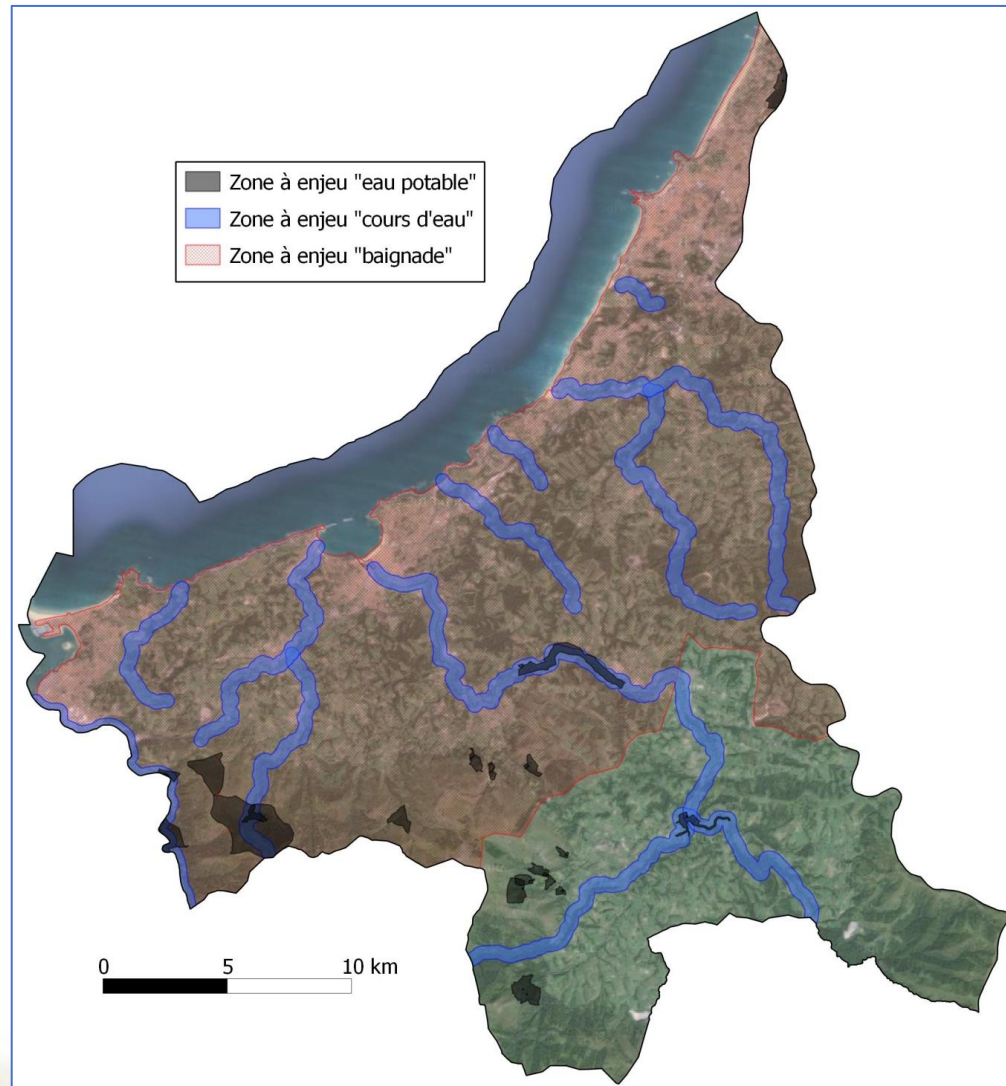 Zone à enjeu "eau potable"
Zone à enjeu "cours d'eau"
Zone à enjeu "baignade"
0 5 10 km